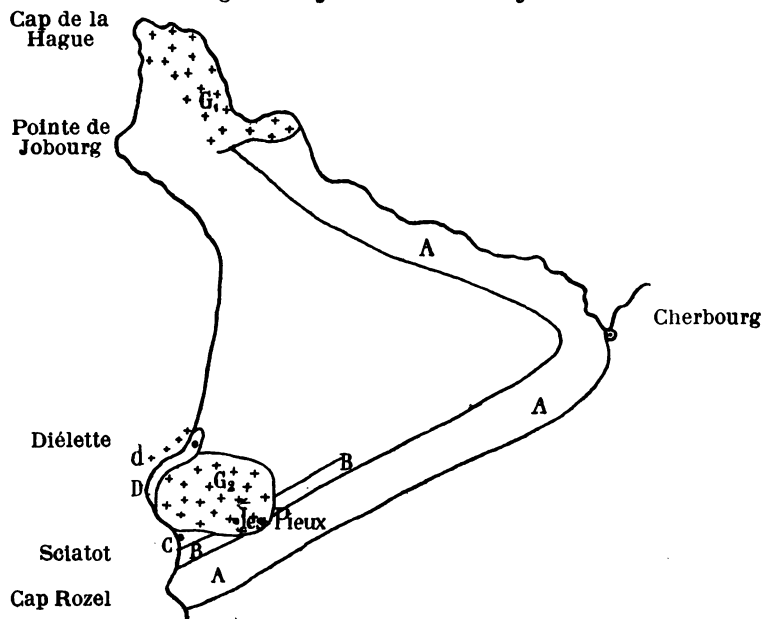 Cap de la
Hague
G₁
Pointe de
Jobourg
A
Cherbourg
A
Diélette
d
B
G₂
D
Les Pieux
C
B
Sciatot
A
Cap Rozel